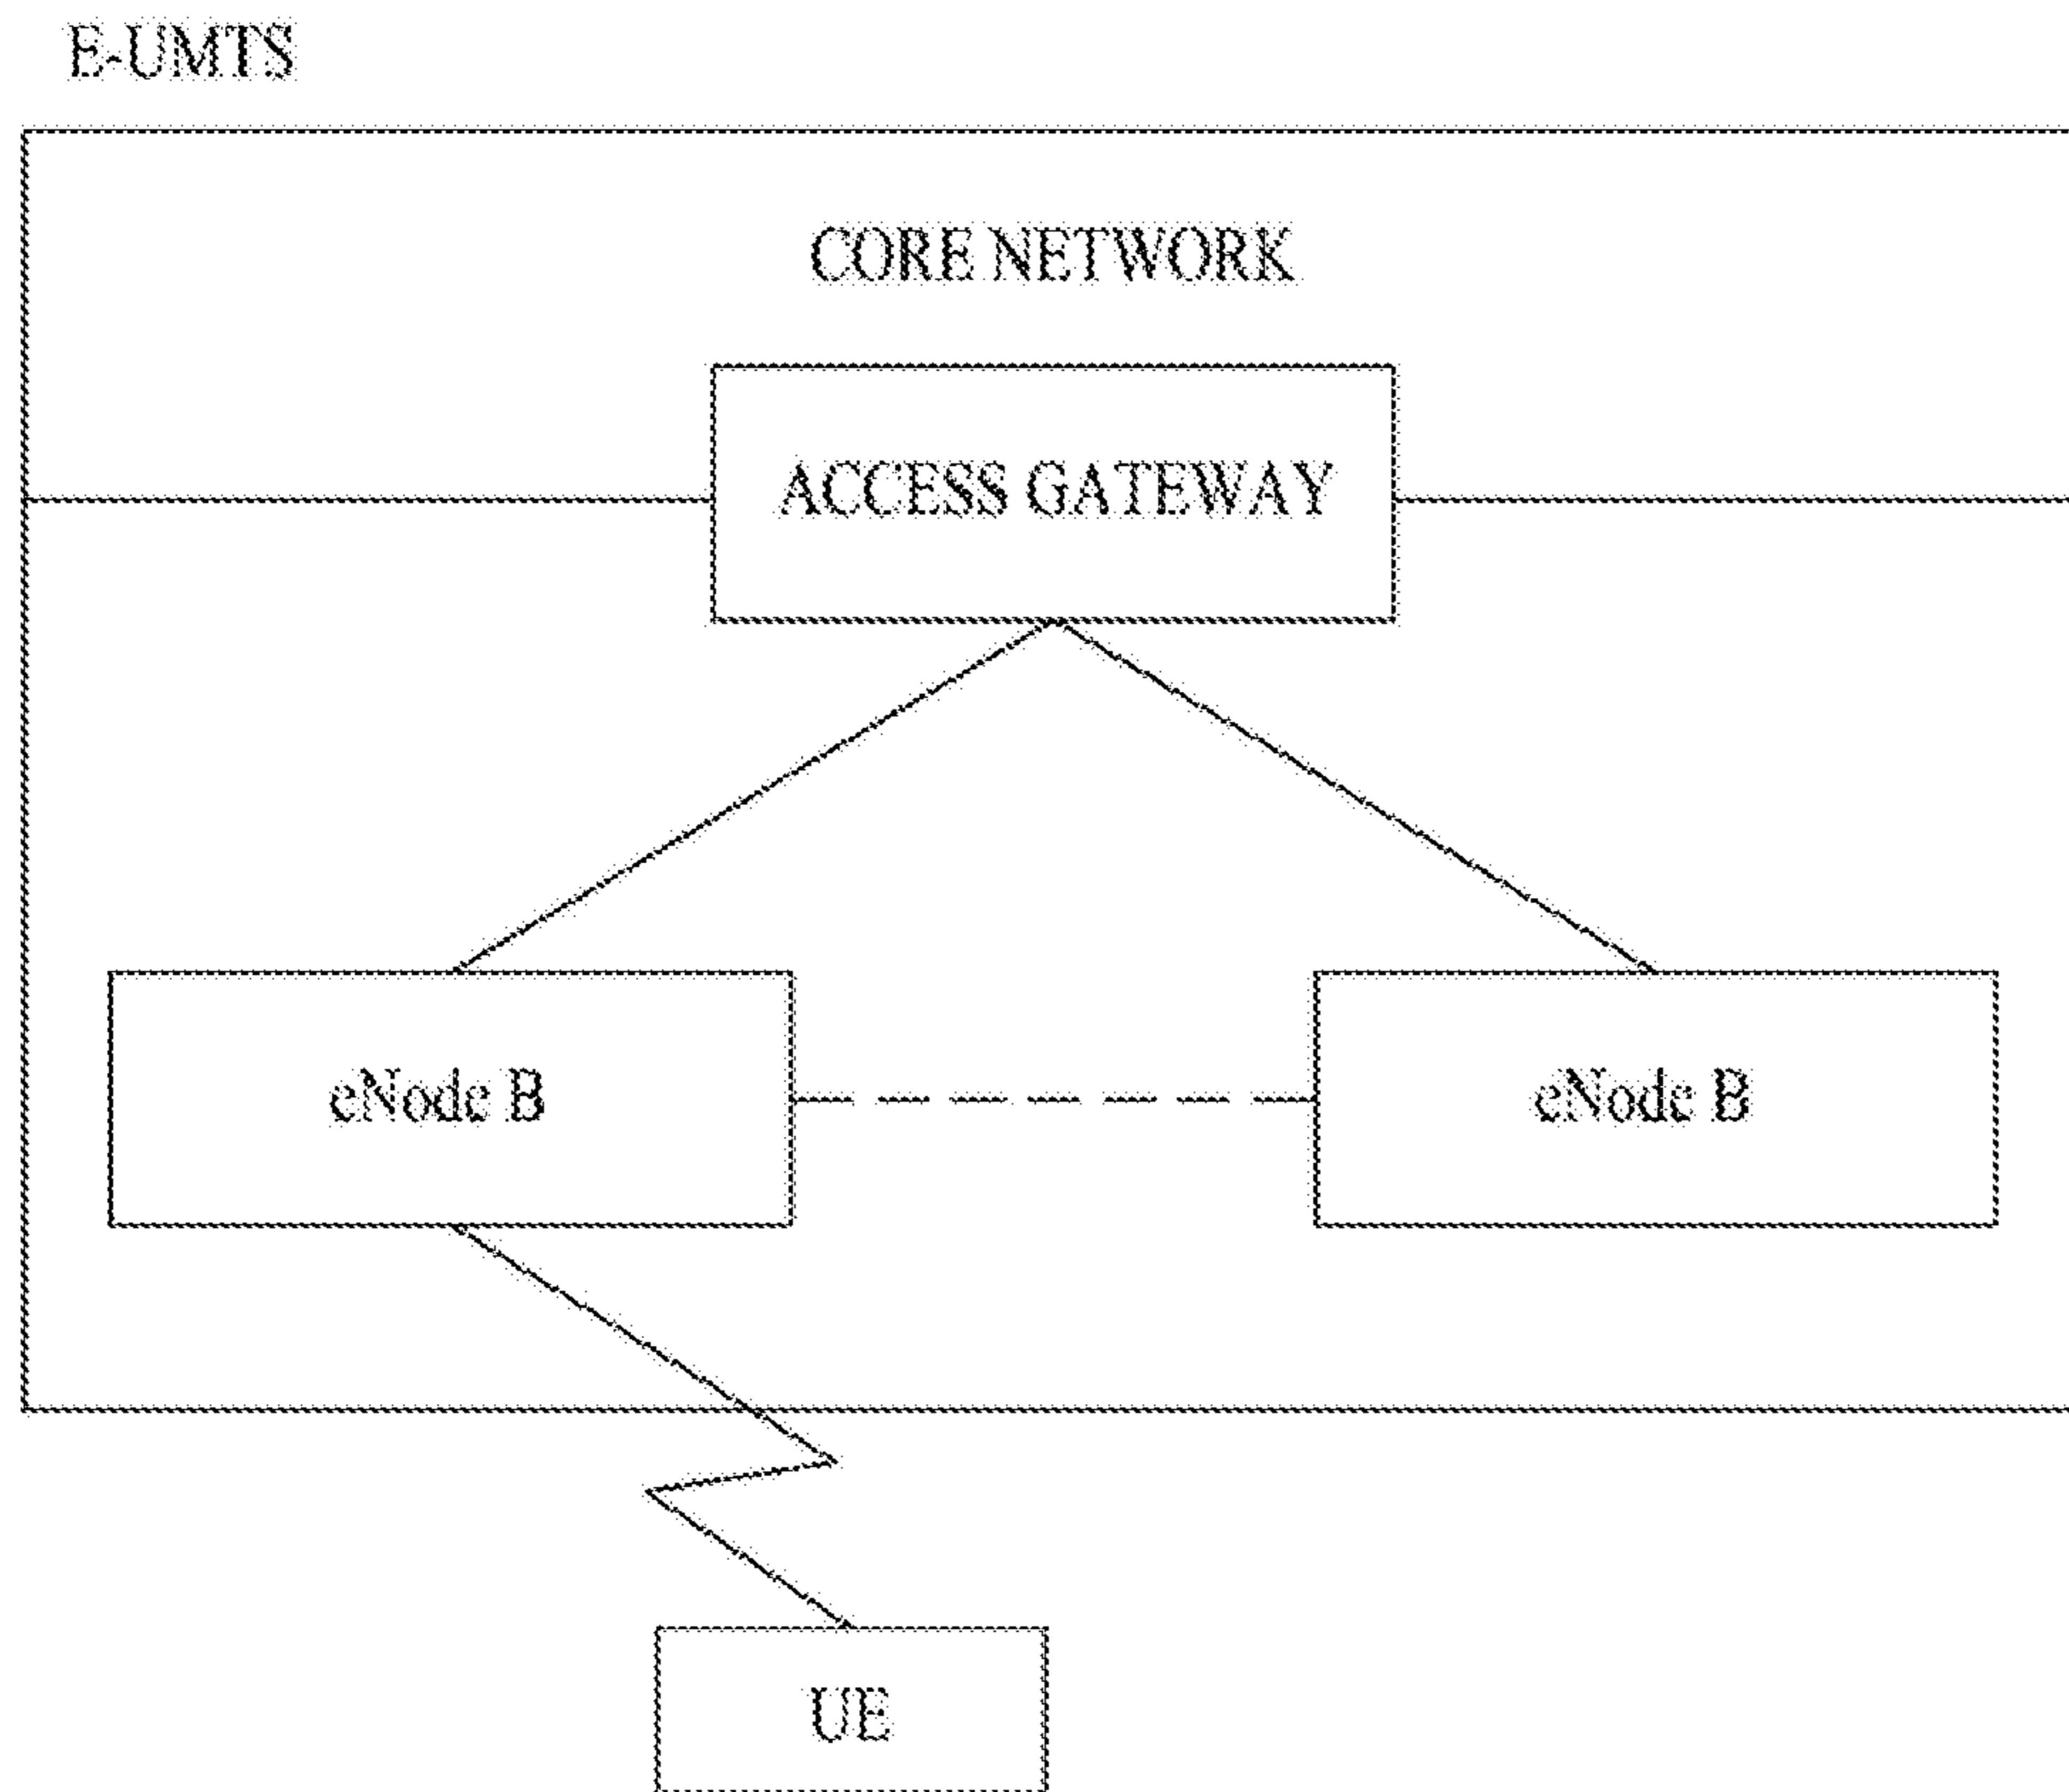 E-UMTS
CORE NETWORK
ACCESS GATEWAY
eNode B
eNode B
UE